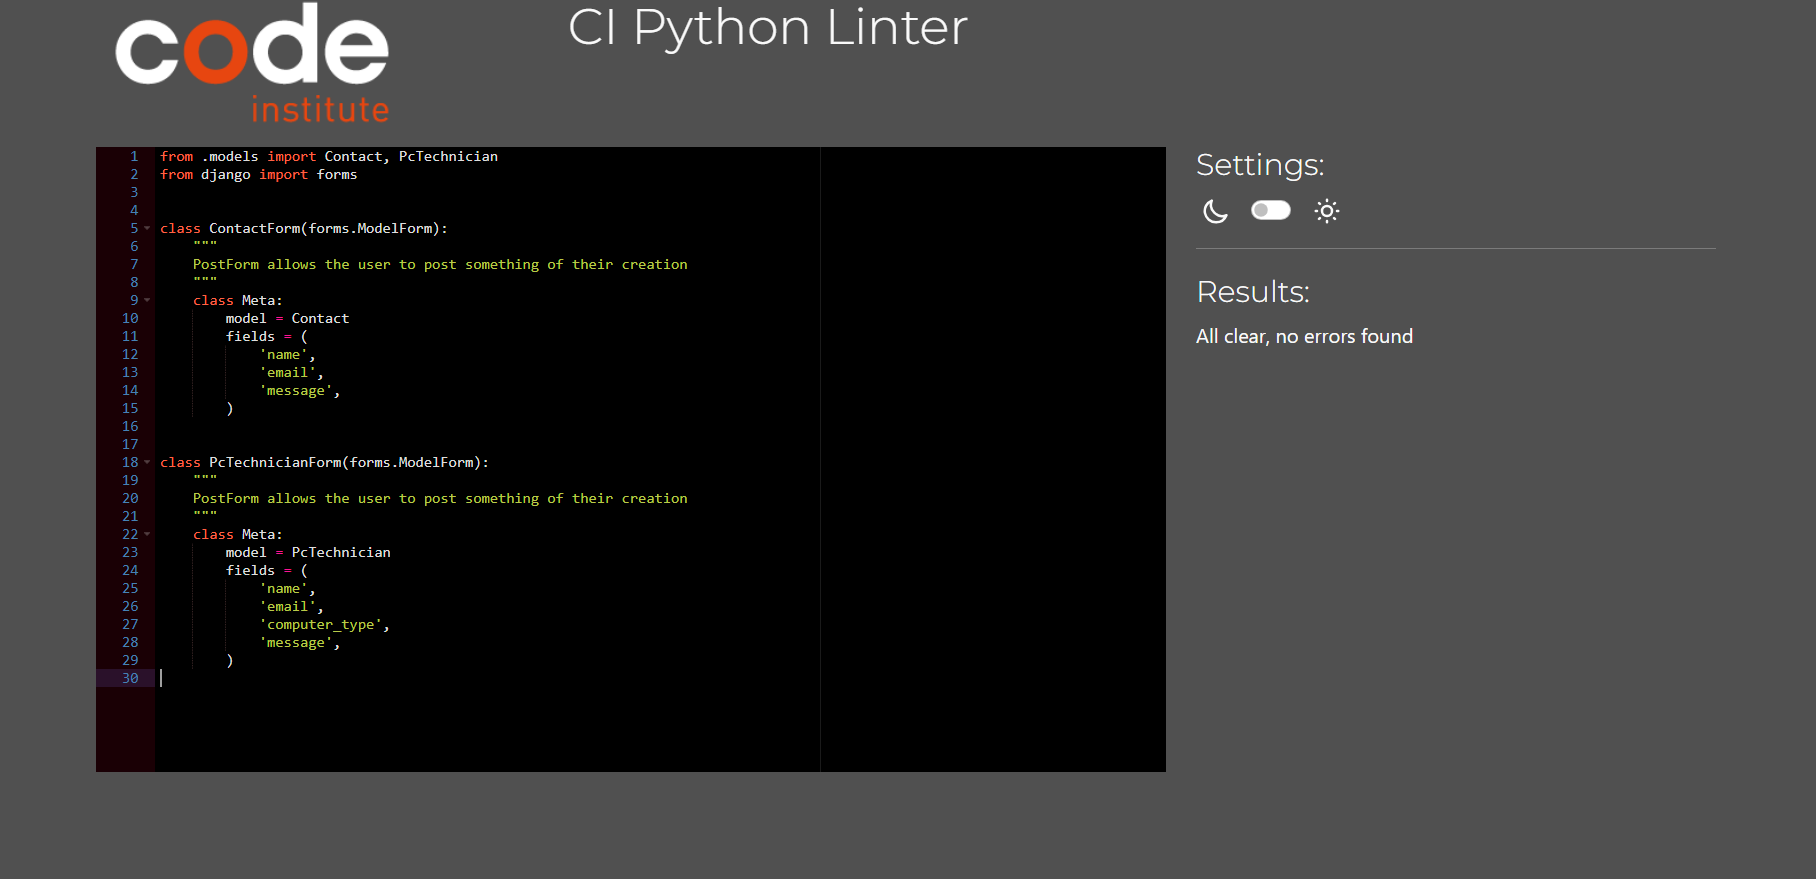 code
institute
CI Python Linter
1 from .models import Contact, PcTechnician
2 from django import forms
3
4
5 class ContactForm(forms.ModelForm):
6     """
7     PostForm allows the user to post something of their creation
8     """
9     class Meta:
10         model = Contact
11         fields = (
12             'name',
13             'email',
14             'message',
15         )
16
17
18 class PcTechnicianForm(forms.ModelForm):
19     """
20     PostForm allows the user to post something of their creation
21     """
22     class Meta:
23         model = PcTechnician
24         fields = (
25             'name',
26             'email',
27             'computer_type',
28             'message',
29         )
30
Settings:
Results:
All clear, no errors found